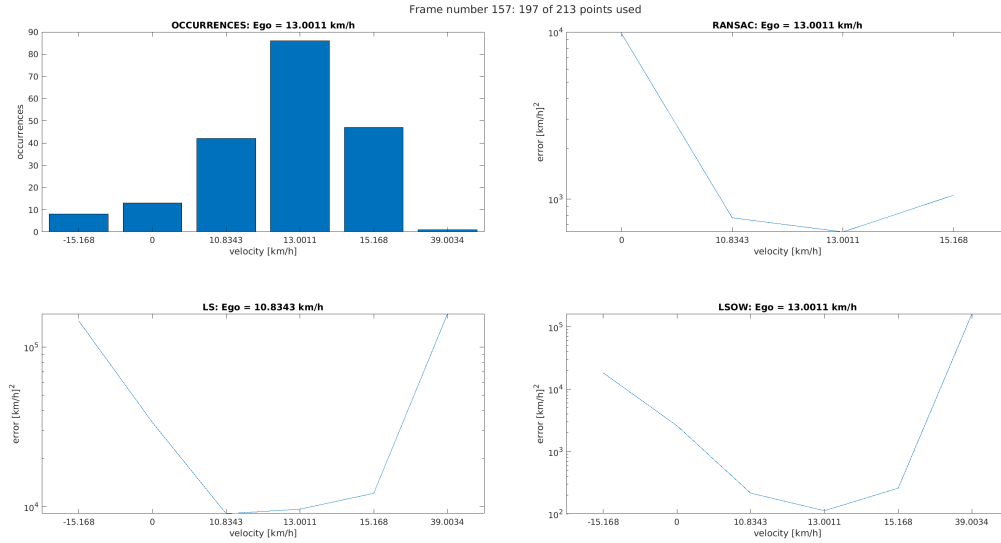 Frame number 157: 197 of 213 points used
OCCURRENCES: Ego = 13.0011 km/h
90
80
70
60
50
40
30
20
10
0
occurrences
-15.168 0 10.8343 13.0011 15.168 39.0034
velocity [km/h]
RANSAC: Ego = 13.0011 km/h
10^4
10^3
error [km/h]^2
0 10.8343 13.0011 15.168
velocity [km/h]
LS: Ego = 10.8343 km/h
10^5
10^4
error [km/h]^2
-15.168 0 10.8343 13.0011 15.168 39.0034
velocity [km/h]
LSOW: Ego = 13.0011 km/h
10^5
10^4
10^3
10^2
error [km/h]^2
-15.168 0 10.8343 13.0011 15.168 39.0034
velocity [km/h]